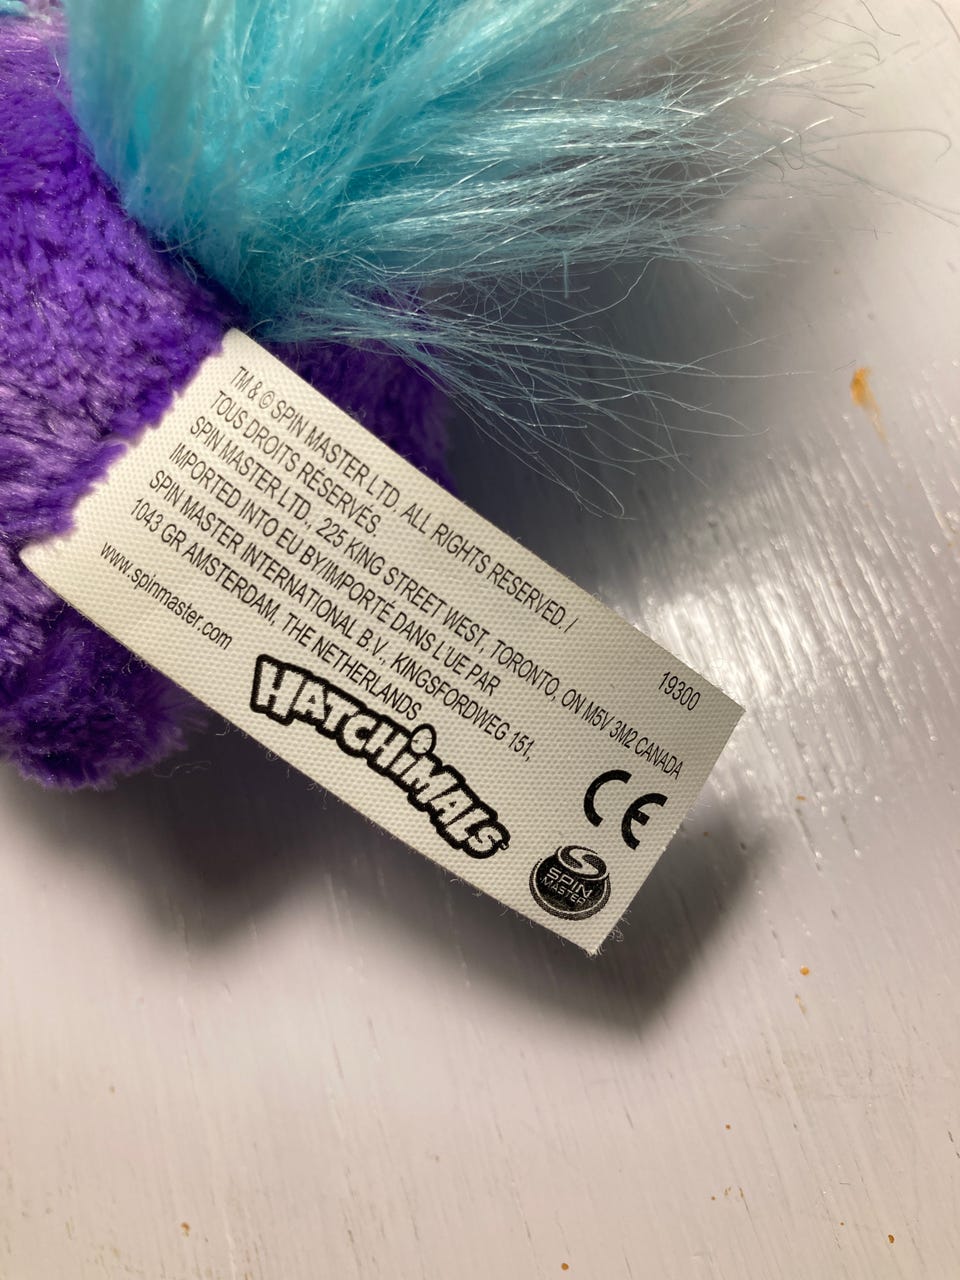 TM & © SPIN MASTER LTD. ALL RIGHTS RESERVED. /
TOUS DROITS RÉSERVÉS.
SPIN MASTER LTD., 225 KING STREET WEST, TORONTO, ON M5V 3M2 CANADA
IMPORTED INTO EU BY/IMPORTÉ DANS L'UE PAR
SPIN MASTER INTERNATIONAL B.V., KINGSFORDWEG 151,
1043 GR AMSTERDAM, THE NETHERLANDS
www.spinmaster.com
19300
HATCHiMALS
CE
SPIN
MASTER